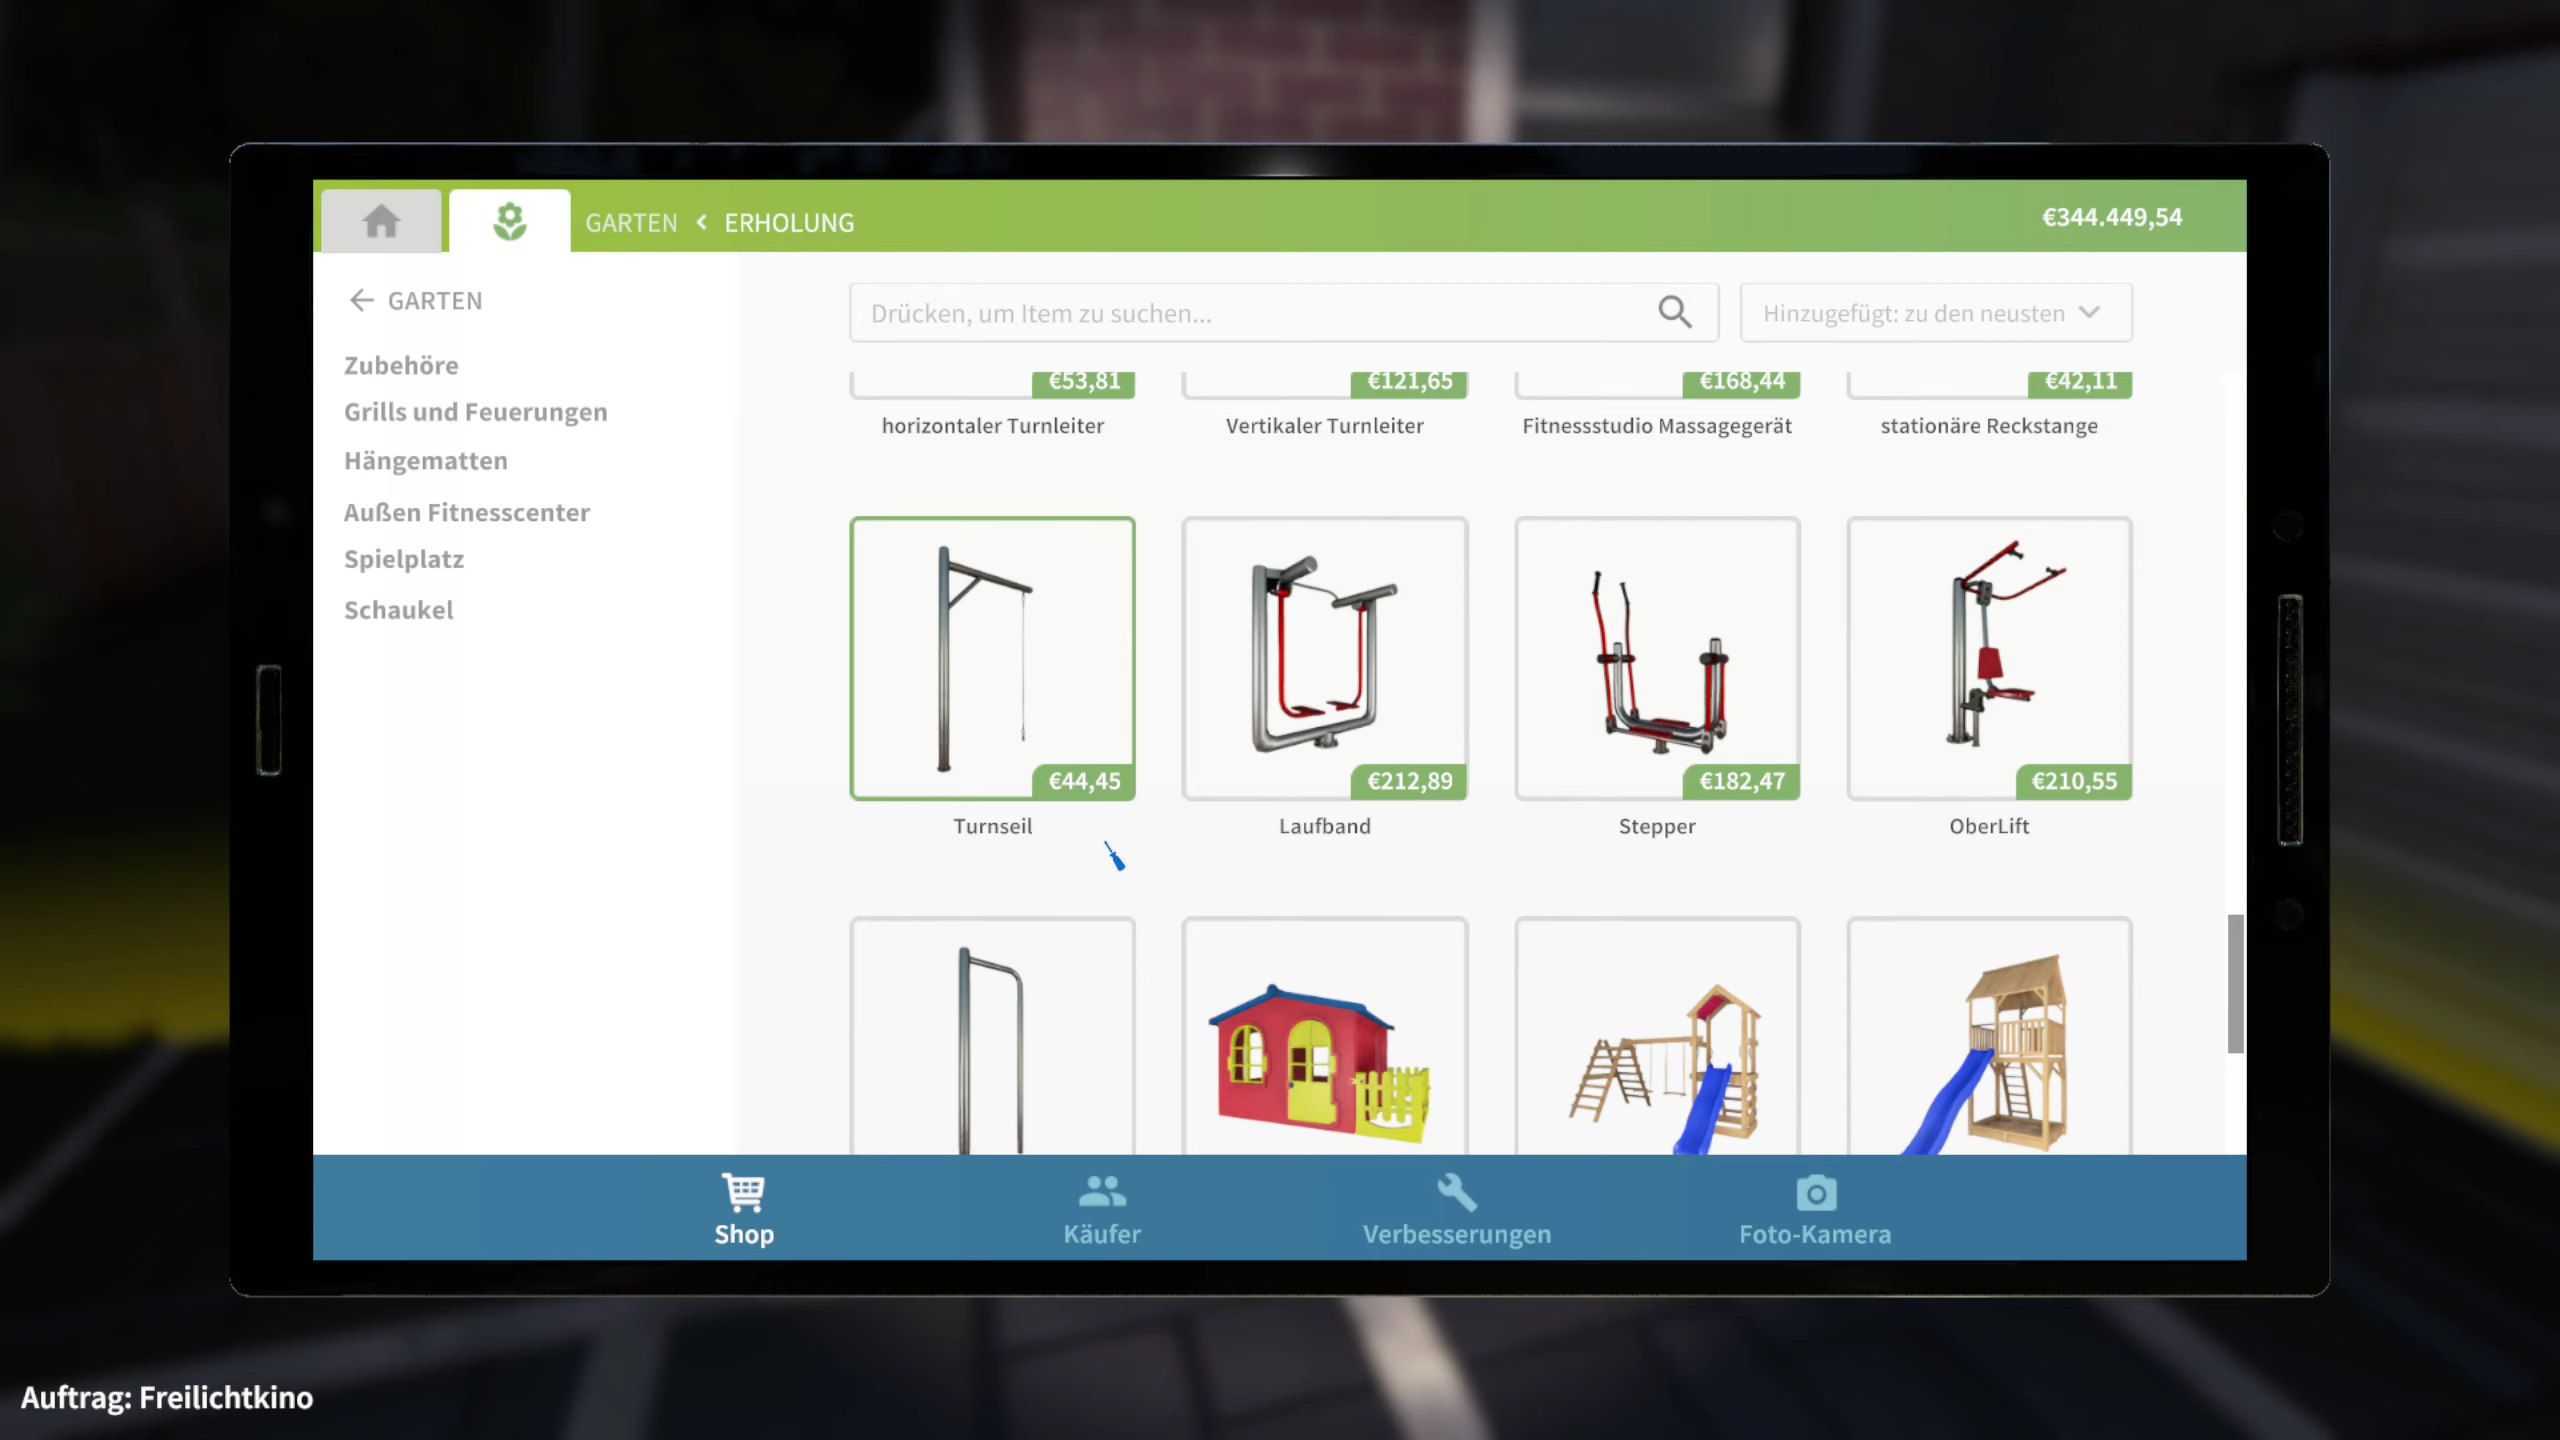 GARTEN < ERHOLUNG
€344.449,54
GARTEN
Zubehöre
Grills und Feuerungen
Hängematten
Außen Fitnesscenter
Spielplatz
Schaukel
Drücken, um Item zu suchen...
Hinzugefügt: zu den neusten
€53,81
€121,65
€168,44
€42,11
horizontaler Turnleiter
Vertikaler Turnleiter
Fitnessstudio Massagegerät
stationäre Reckstange
€44,45
€212,89
€182,47
€210,55
Turnseil
Laufband
Stepper
OberLift
Shop
Käufer
Verbesserungen
Foto-Kamera
Auftrag: Freilichtkino